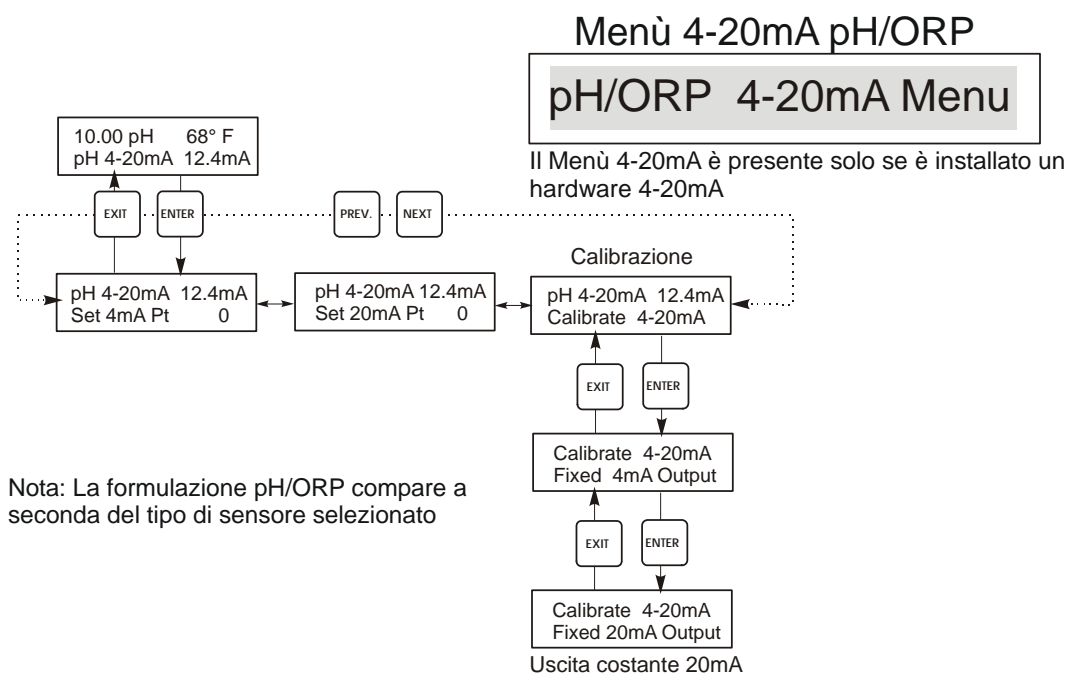 Menù 4-20mA pH/ORP
pH/ORP 4-20mA Menu
Il Menù 4-20mA è presente solo se è installato un
hardware 4-20mA
10.00 pH 68° F
pH 4-20mA 12.4mA
EXIT
ENTER
PREV.
NEXT
Calibrazione
pH 4-20mA 12.4mA
Set 4mA Pt 0
pH 4-20mA 12.4mA
Set 20mA Pt 0
pH 4-20mA 12.4mA
Calibrate 4-20mA
EXIT
ENTER
Calibrate 4-20mA
Fixed 4mA Output
Nota: La formulazione pH/ORP compare a
seconda del tipo di sensore selezionato
EXIT
ENTER
Calibrate 4-20mA
Fixed 20mA Output
Uscita costante 20mA